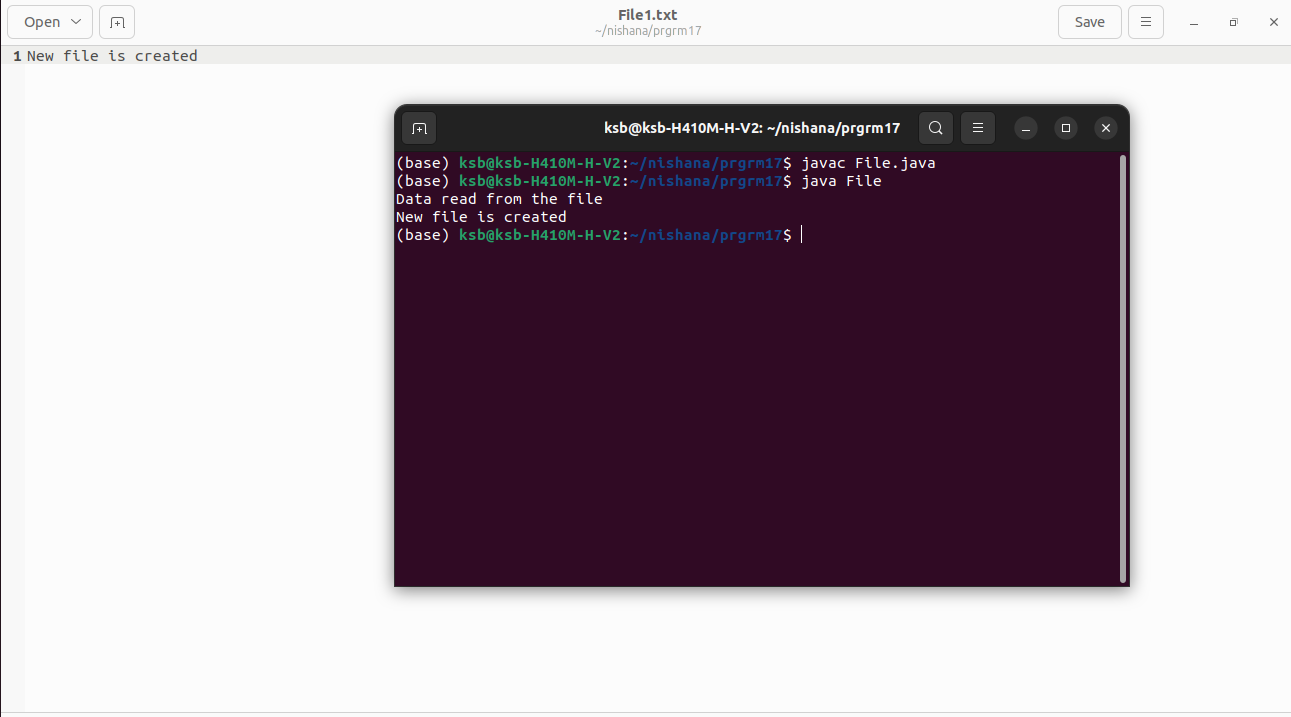 Open
File1.txt
~/nishana/prgrm17
Save
1 New file is created
ksb@ksb-H410M-H-V2: ~/nishana/prgrm17
(base) ksb@ksb-H410M-H-V2:~/nishana/prgrm17$ javac File.java
(base) ksb@ksb-H410M-H-V2:~/nishana/prgrm17$ java File
Data read from the file
New file is created
(base) ksb@ksb-H410M-H-V2:~/nishana/prgrm17$